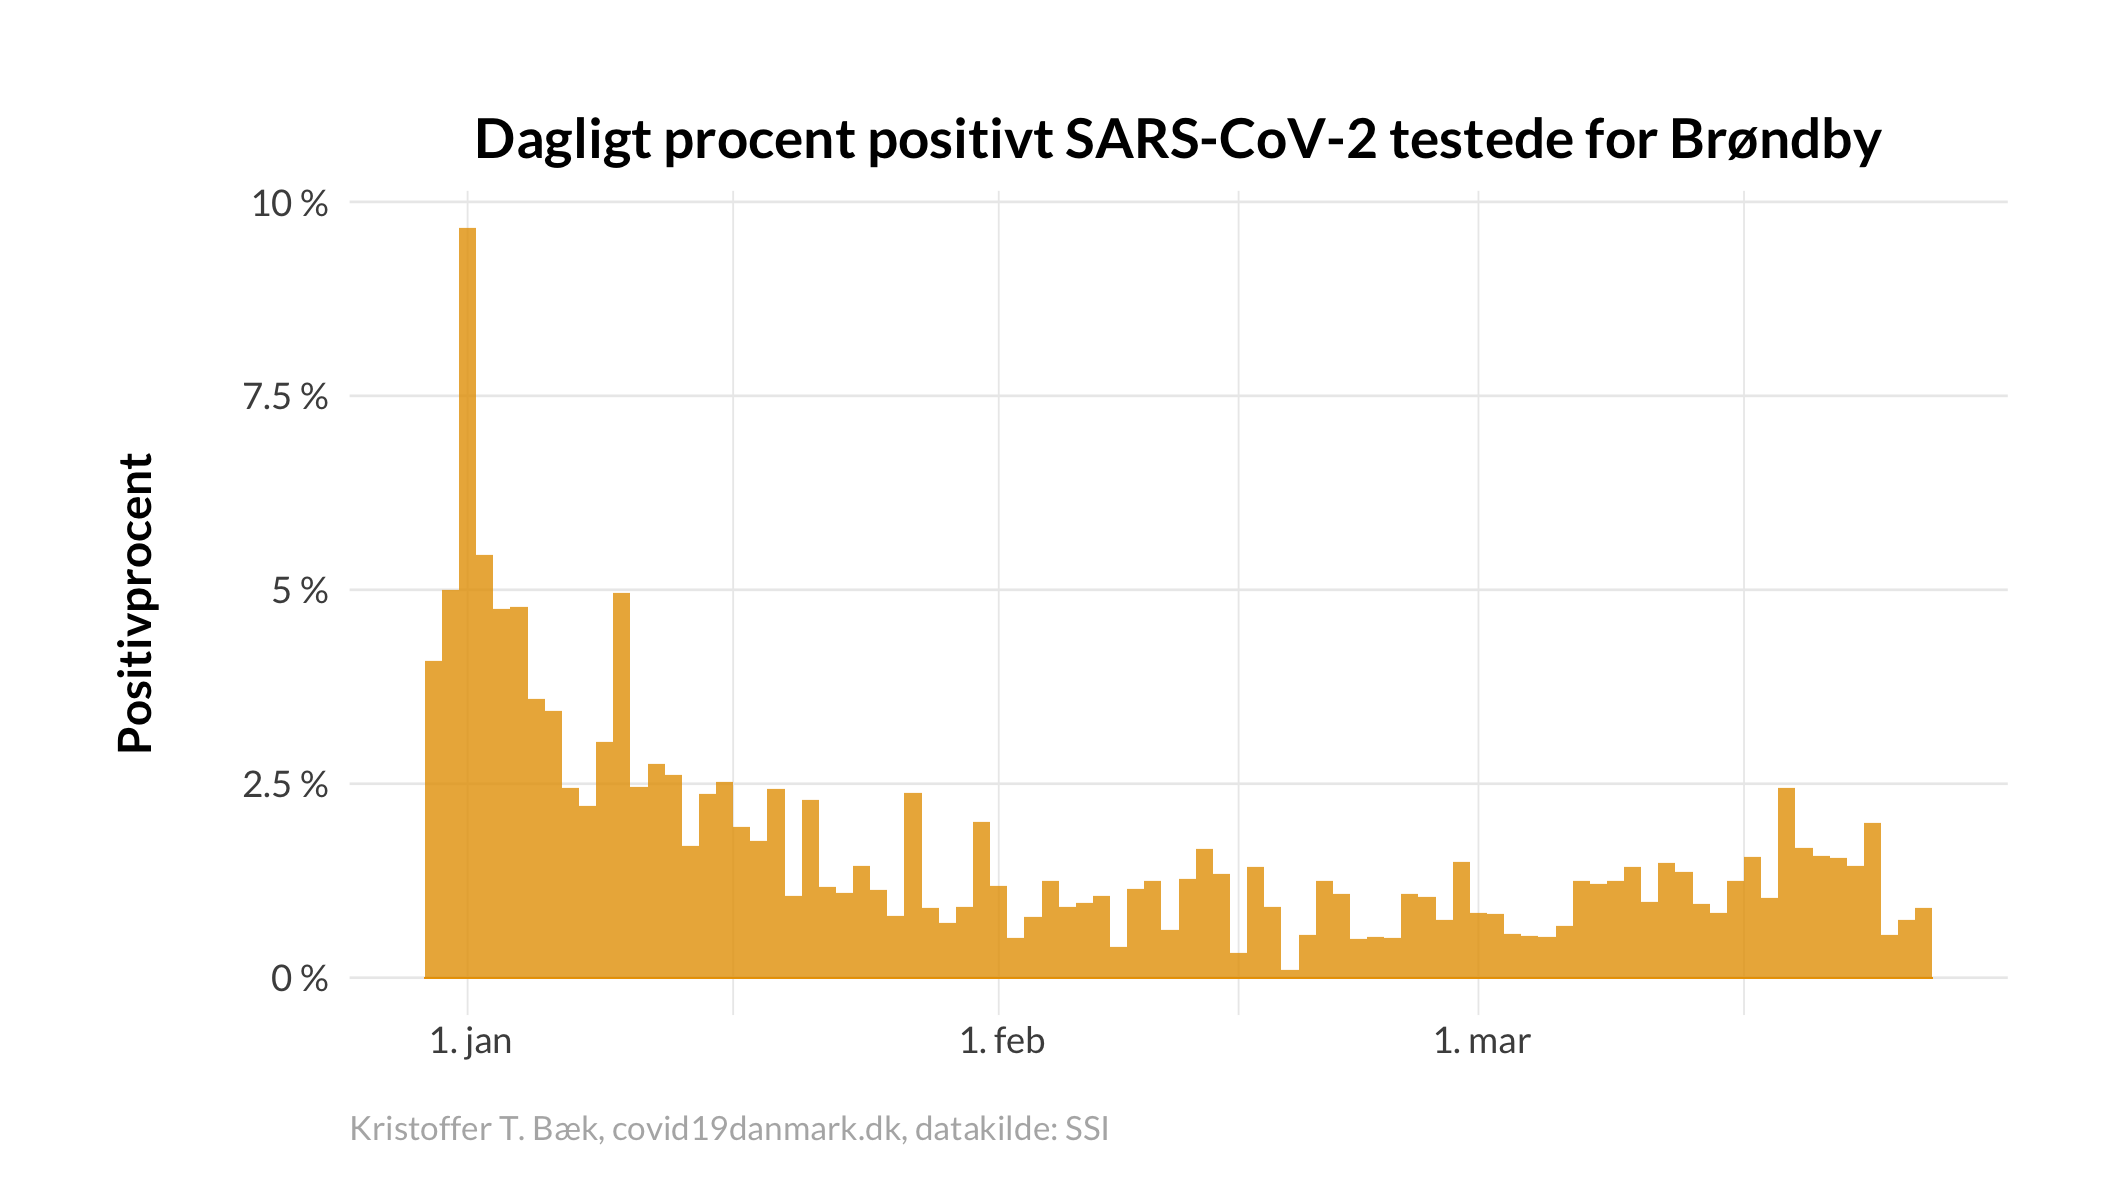 Dagligt procent positivt SARS-CoV-2 testede for Brøndby
Positivprocent
10 %
7.5 %
5 %
2.5 %
0 %
1. jan
1. feb
1. mar
Kristoffer T. Bæk, covid19danmark.dk, datakilde: SSI